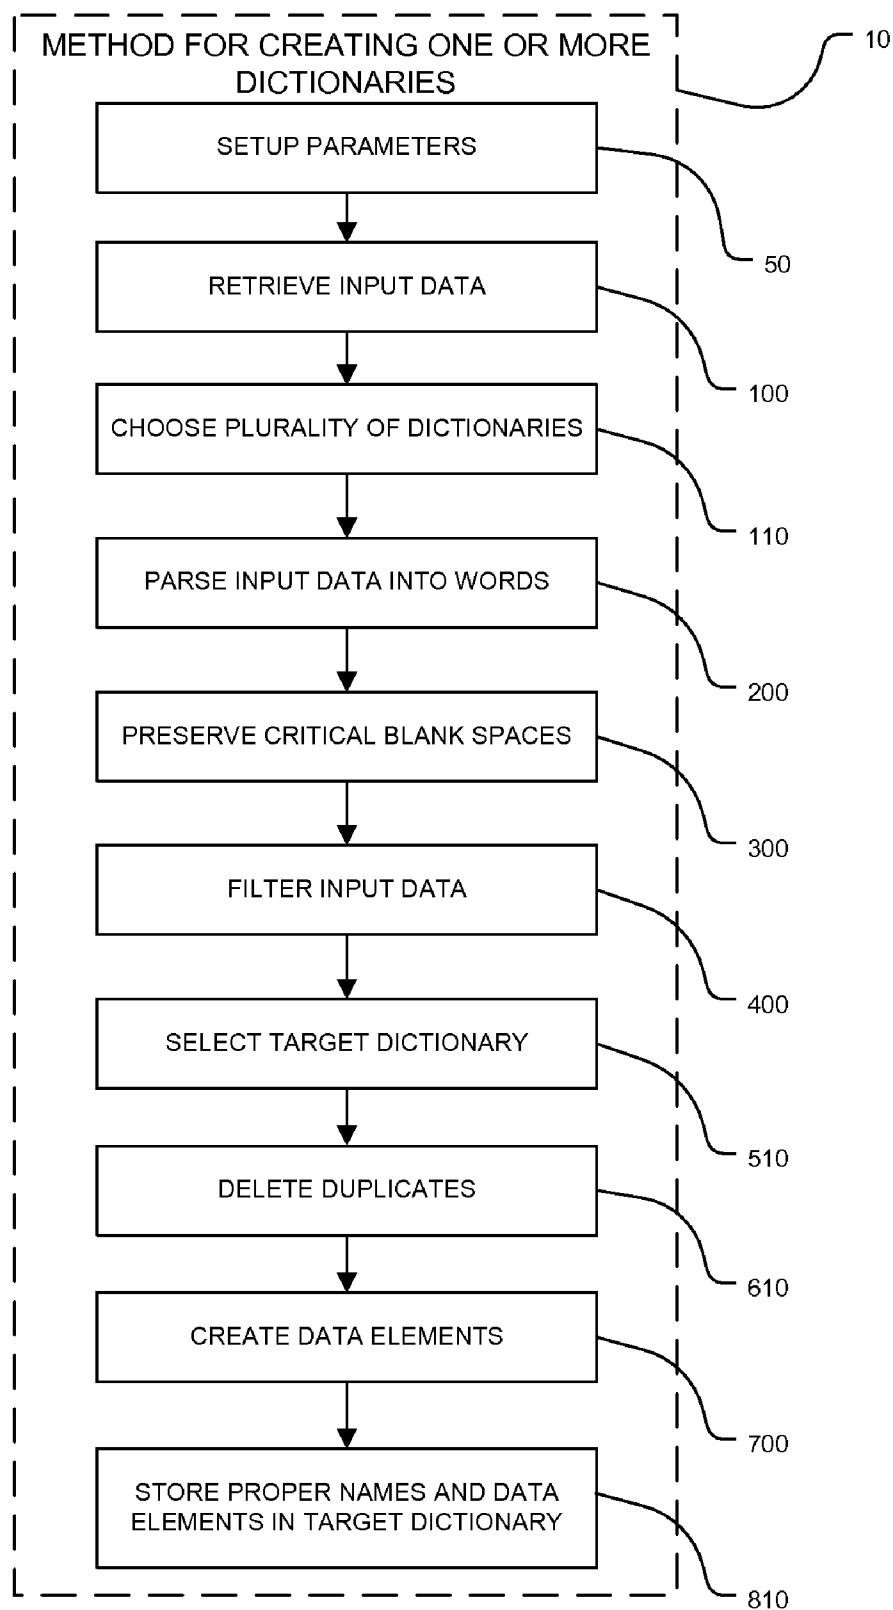 METHOD FOR CREATING ONE OR MORE
DICTIONARIES
10
SETUP PARAMETERS
50
RETRIEVE INPUT DATA
100
CHOOSE PLURALITY OF DICTIONARIES
110
PARSE INPUT DATA INTO WORDS
200
PRESERVE CRITICAL BLANK SPACES
300
FILTER INPUT DATA
400
SELECT TARGET DICTIONARY
510
DELETE DUPLICATES
610
CREATE DATA ELEMENTS
700
STORE PROPER NAMES AND DATA
ELEMENTS IN TARGET DICTIONARY
810